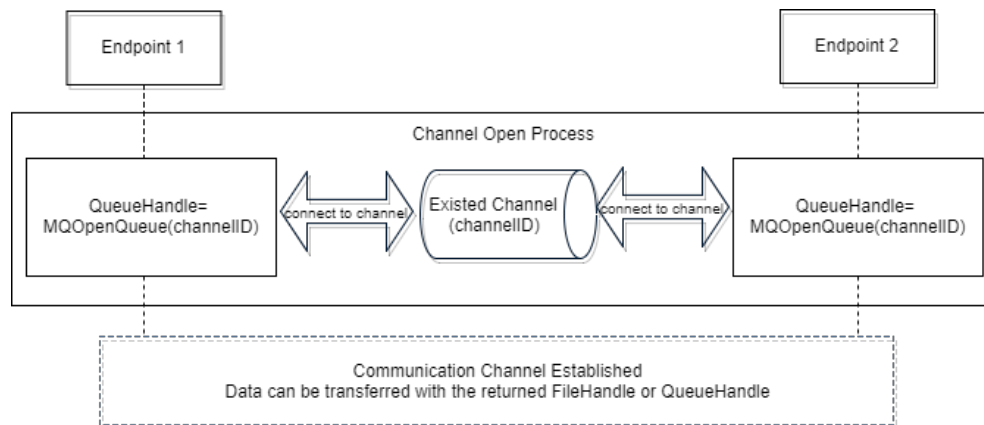 Endpoint 1
Endpoint 2
Channel Open Process
QueueHandle=
MQOpenQueue(channelID)
connect to channel
Existed Channel
(channelID)
connect to channel
QueueHandle=
MQOpenQueue(channelID)
Communication Channel Established
Data can be transferred with the returned FileHandle or QueueHandle